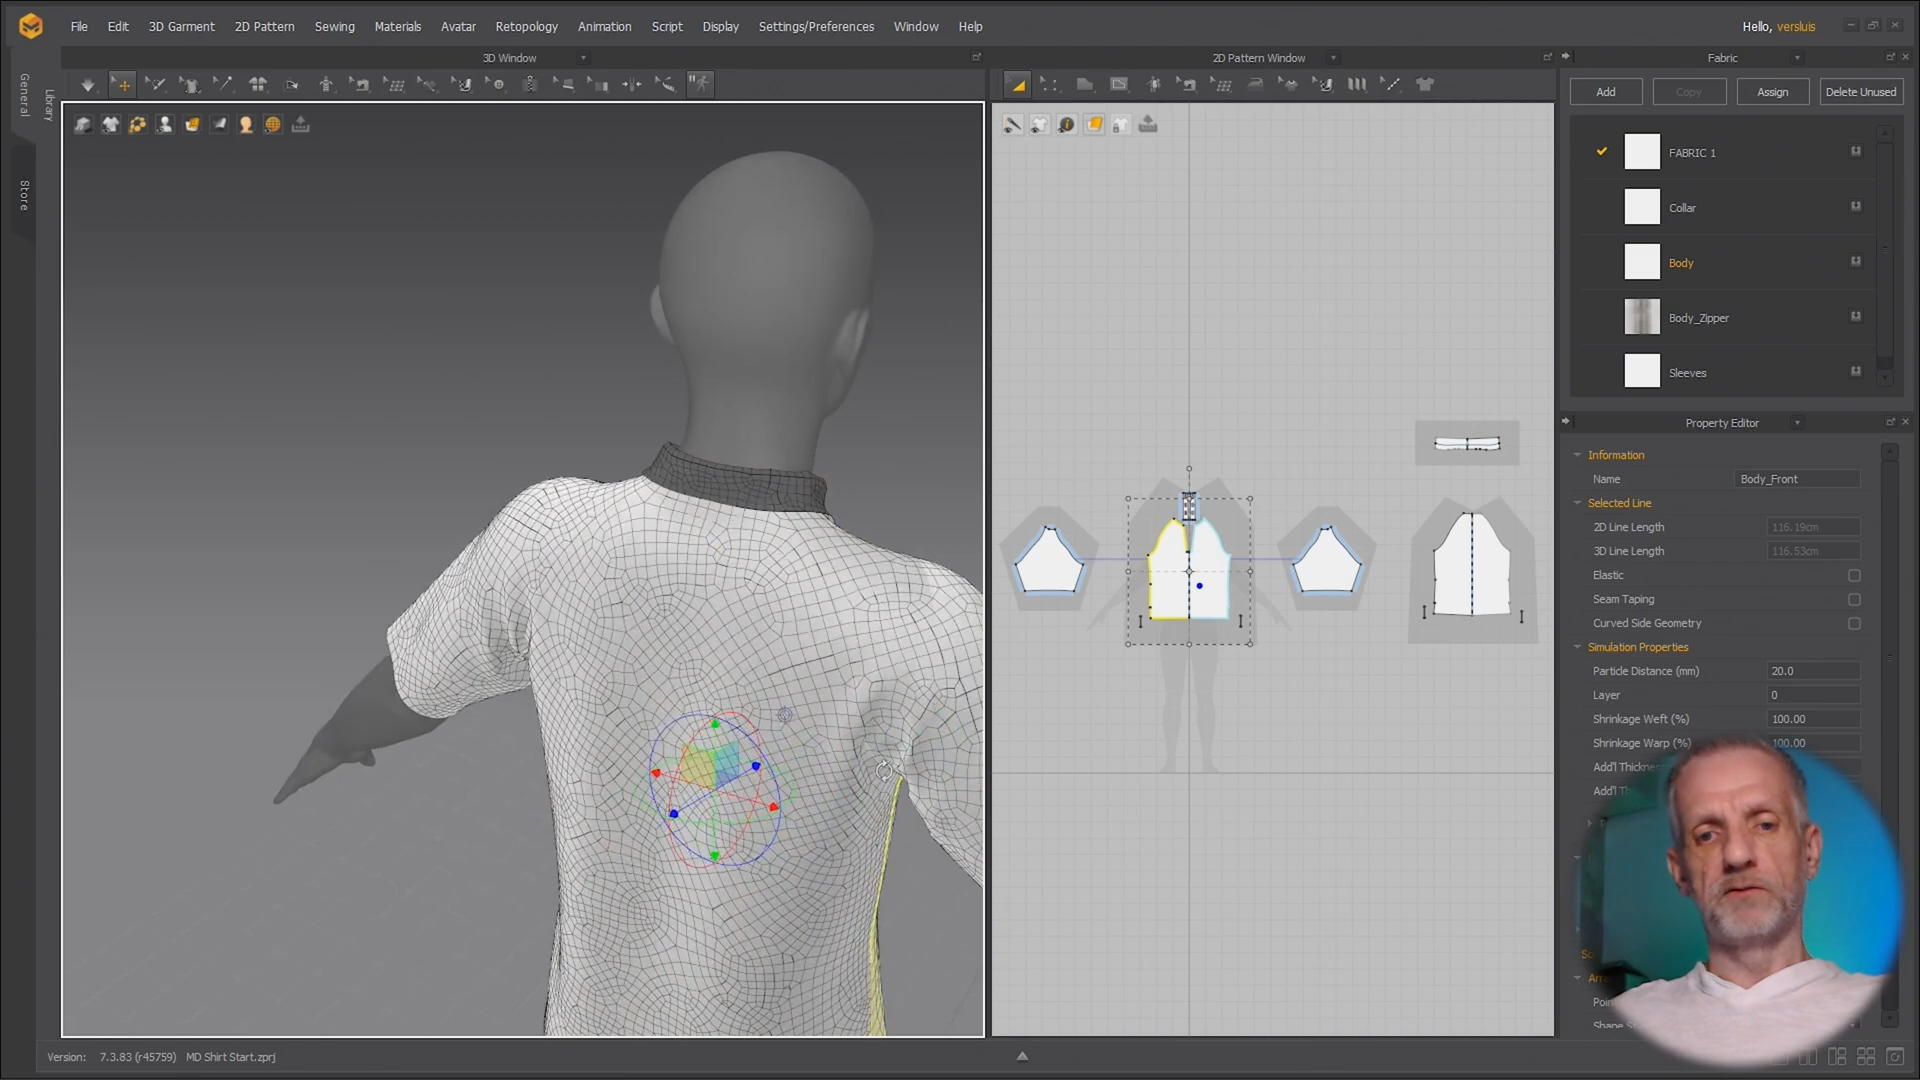 File Edit 3D Garment 2D Pattern Sewing Materials Avatar Retopology Animation Script Display Settings/Preferences Window Help
Hello, versluis
General
Library
Store
3D Window
2D Pattern Window
Fabric
Add Copy Assign Delete Unused
FABRIC 1
Collar
Body
Body_Zipper
Sleeves
Property Editor
Information
Name Body_Front
Selected Line
2D Line Length 116.19cm
3D Line Length 116.53cm
Elastic
Seam Taping
Curved Side Geometry
Simulation Properties
Particle Distance (mm) 20.0
Layer 0
Shrinkage Weft (%) 100.00
Shrinkage Warp (%) 100.00
Add'l
Version: 7.3.83 (r45759) MD Shirt Start.zprj